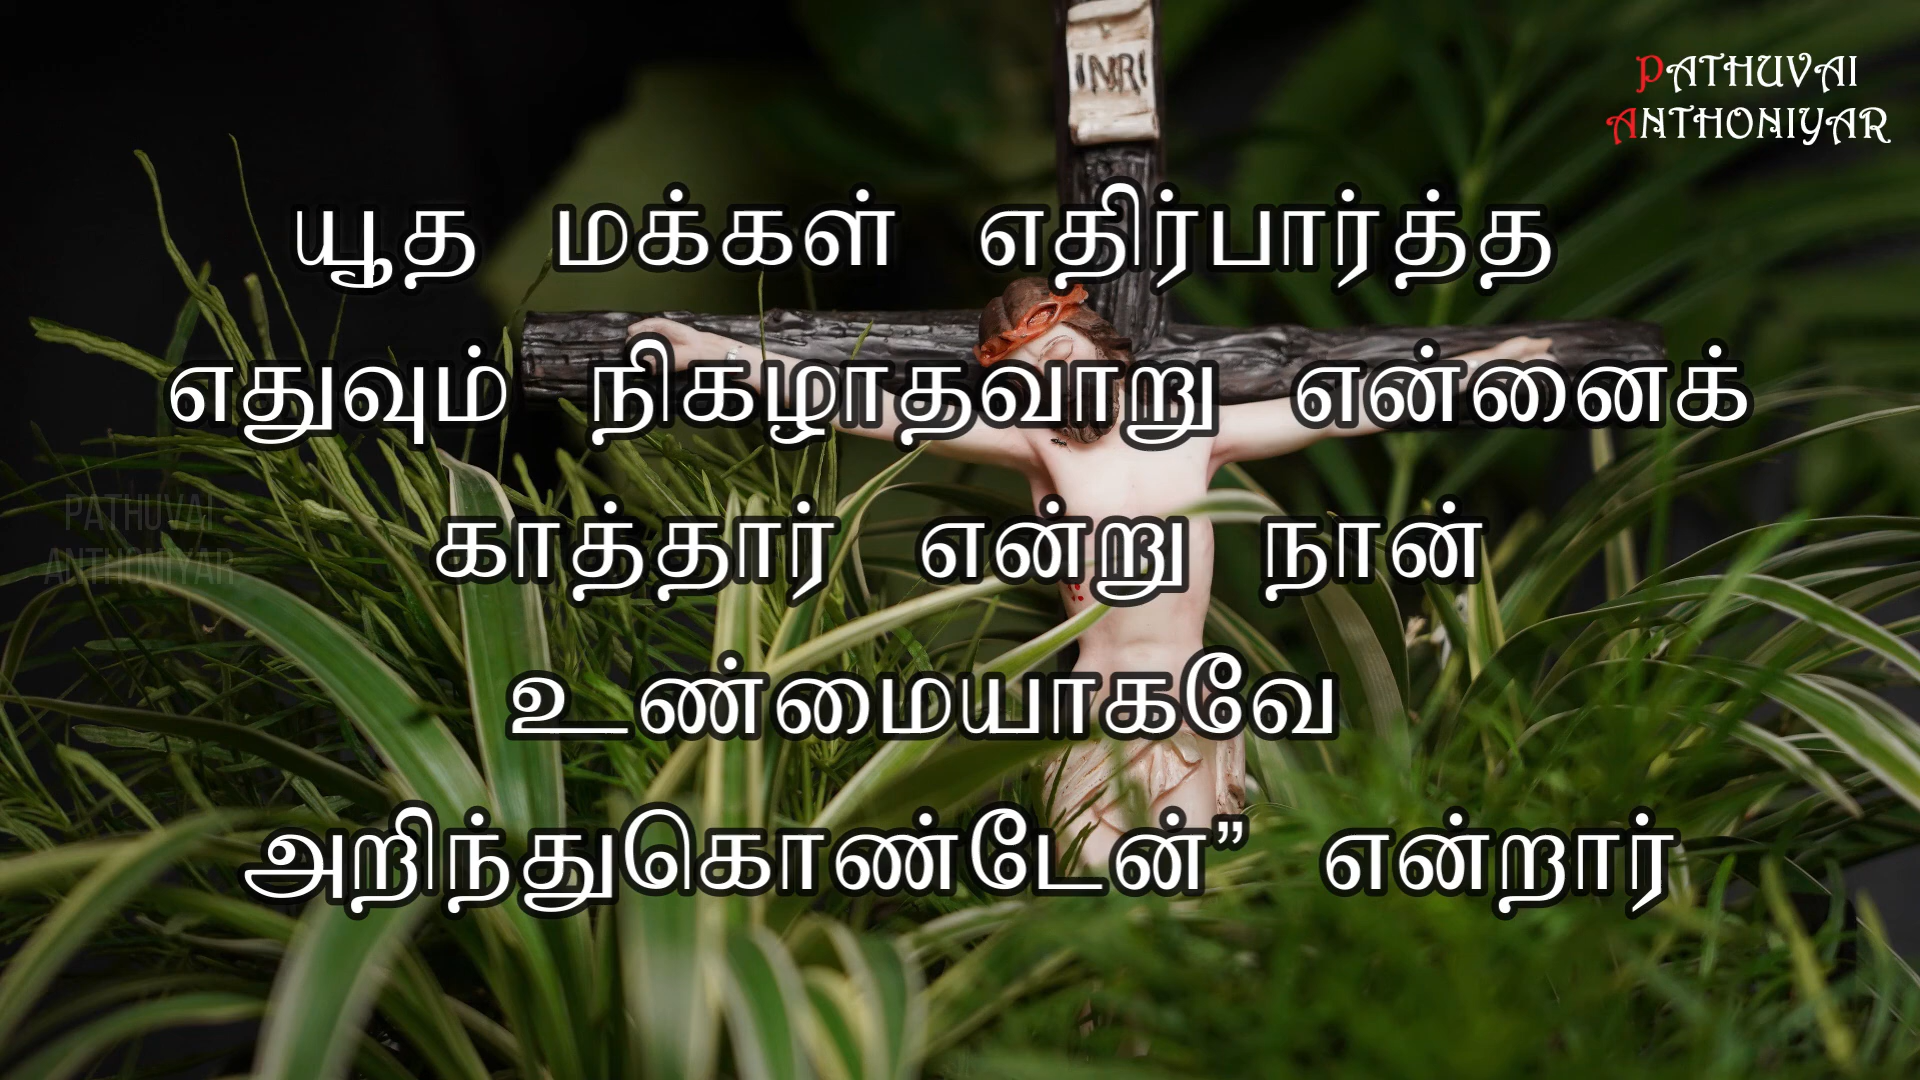 INRI
PATHUVAI
ANTHONIYAR
யூத மக்கள் எதிர்பார்த்த
எதுவும் நிகழாதவாறு என்னைக்
காத்தார் என்று நான்
உண்மையாகவே
அறிந்துகொண்டேன்” என்றார்
PATHUVAI
ANTHONIYAR